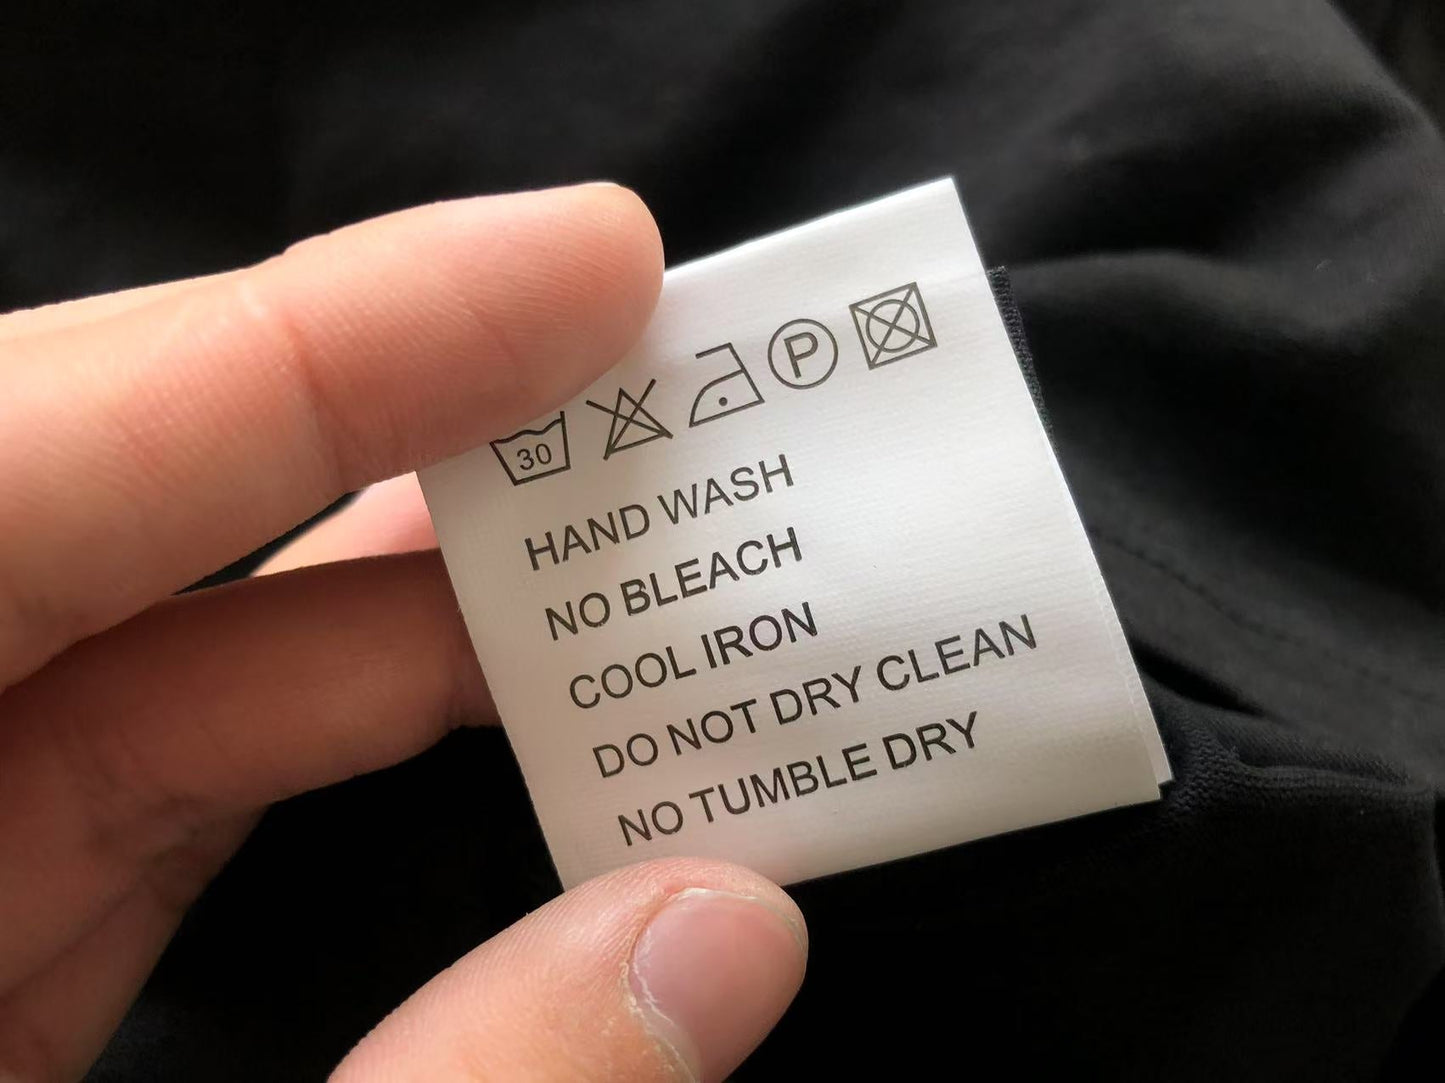 30 P
HAND WASH
NO BLEACH
COOL IRON
DO NOT DRY CLEAN
NO TUMBLE DRY